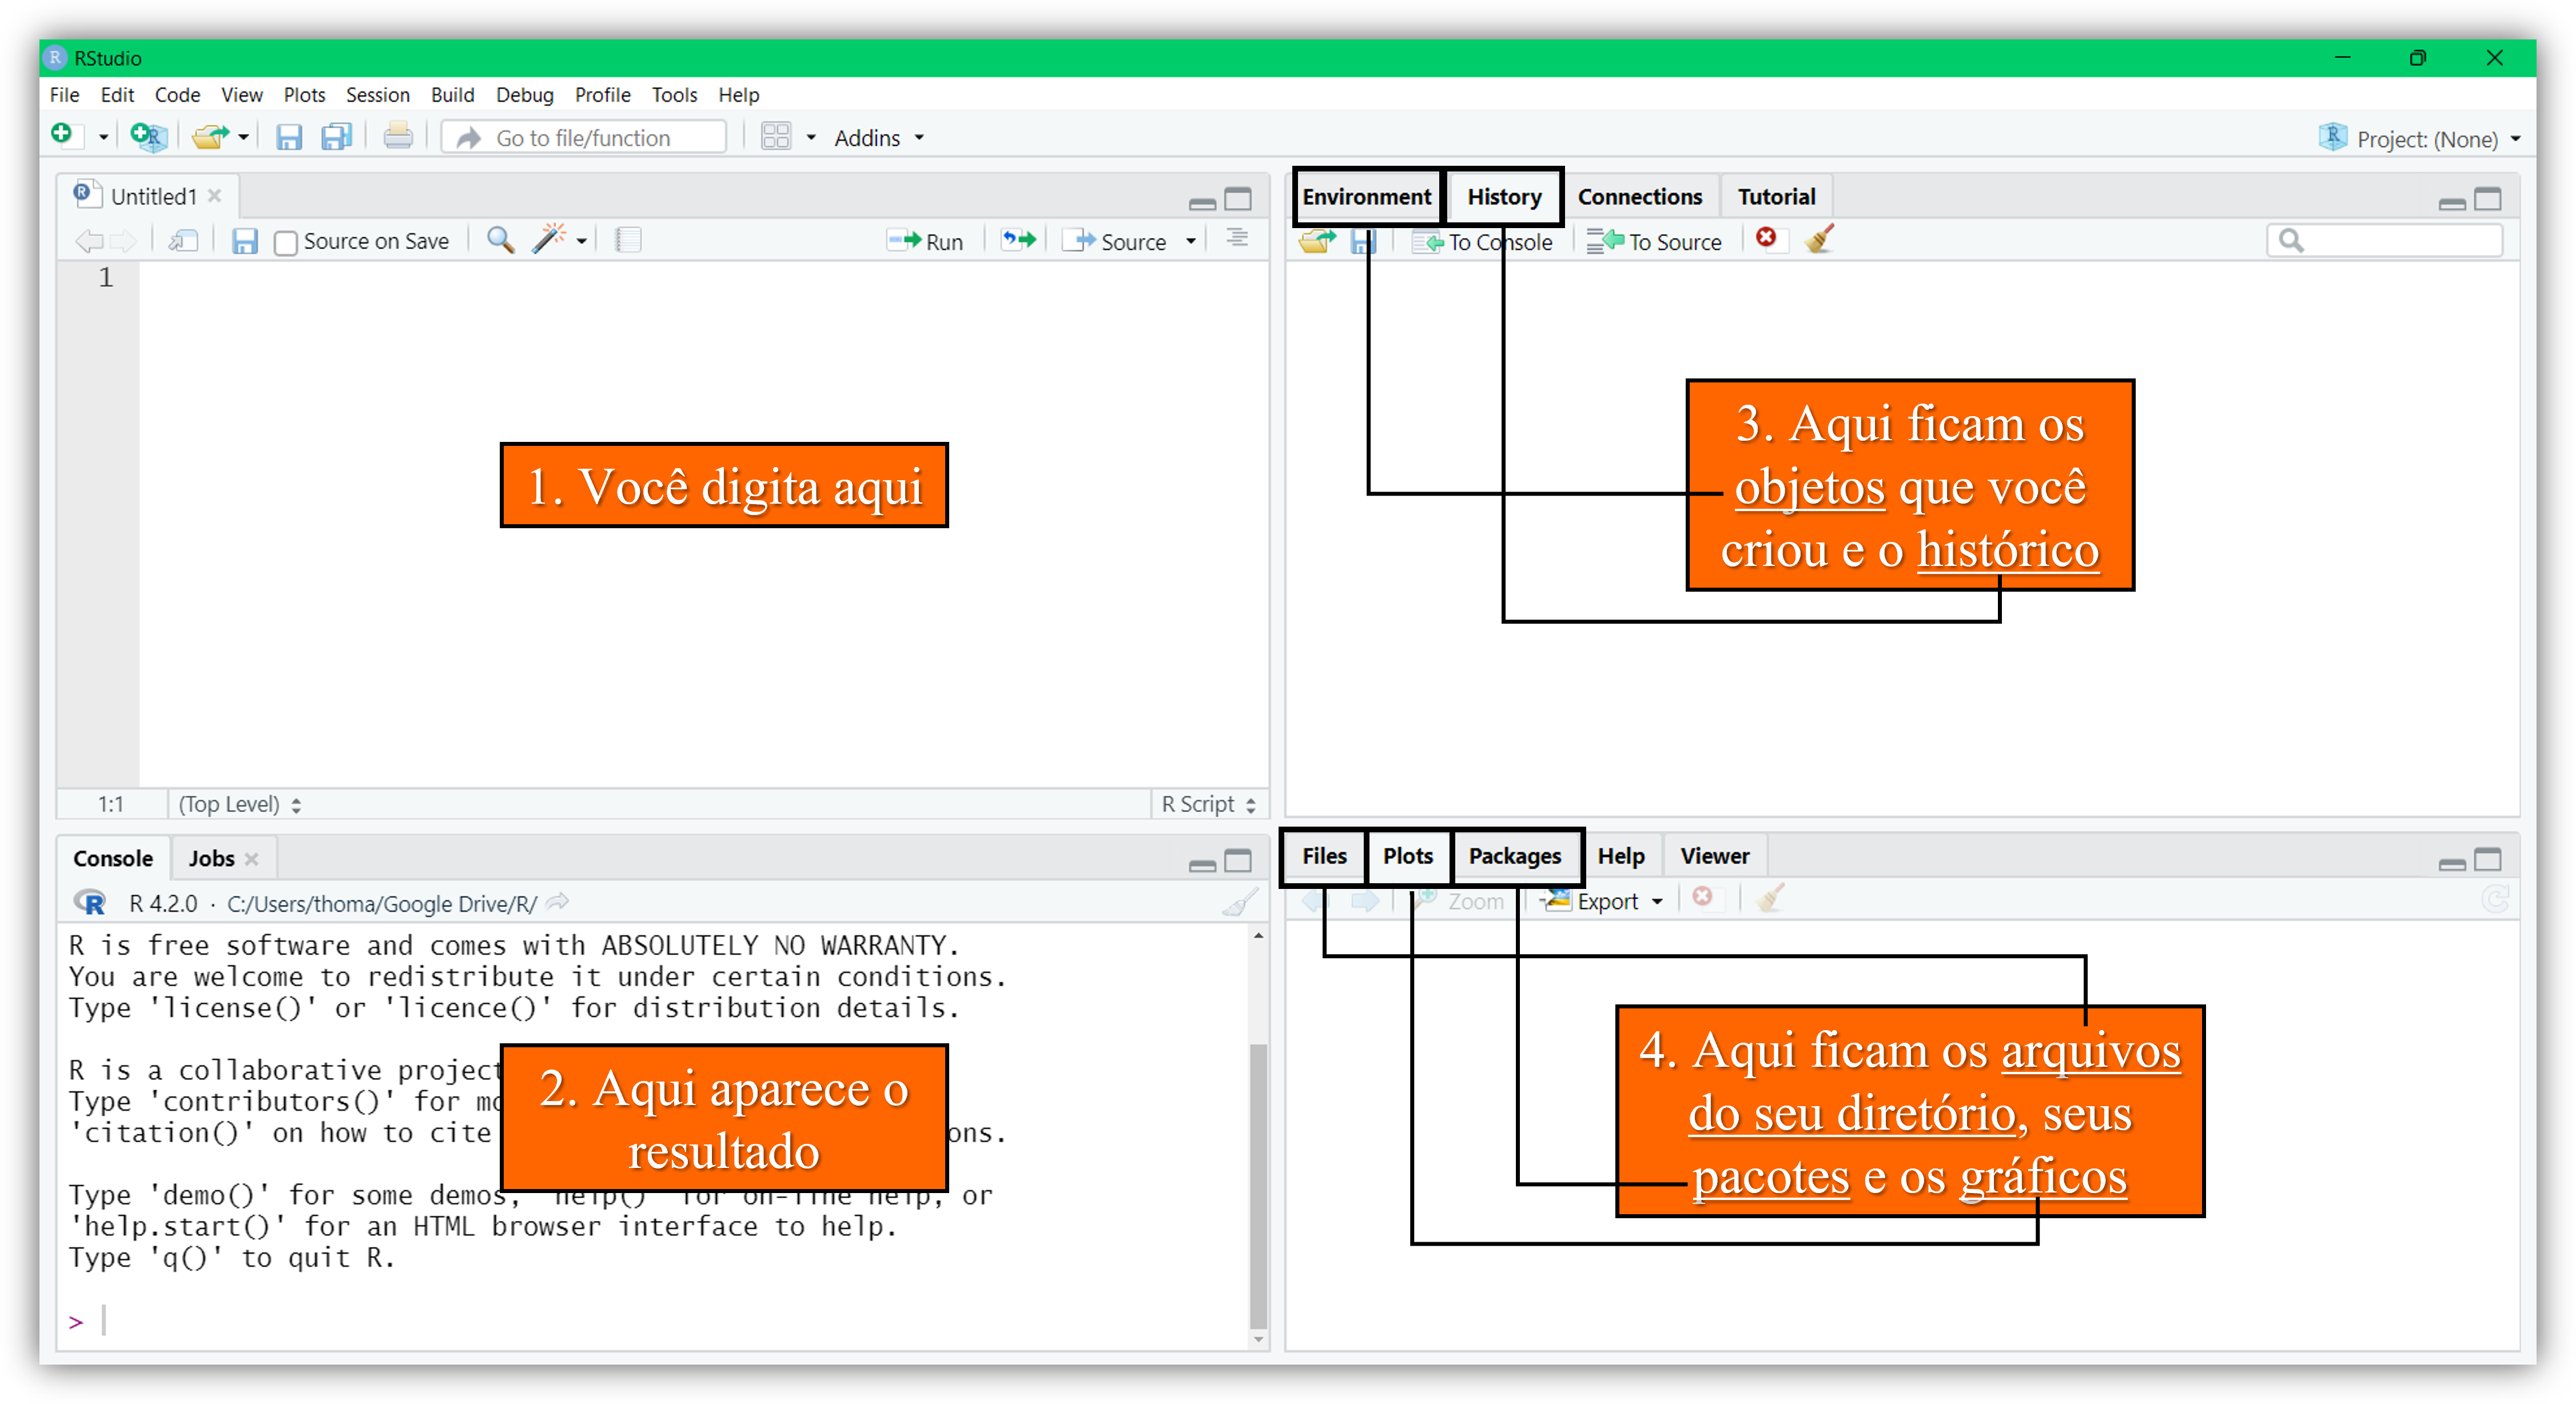 RStudio
File Edit Code View Plots Session Build Debug Profile Tools Help
Go to file/function Addins Project: (None)
Untitled1
Source on Save Run Source
1
1. Você digita aqui
1:1 (Top Level) R Script
Environment History Connections Tutorial
To Console To Source
3. Aqui ficam os
objetos que você
criou e o histórico
Console Jobs
R 4.2.0 · C:/Users/thoma/Google Drive/R/
R is free software and comes with ABSOLUTELY NO WARRANTY.
You are welcome to redistribute it under certain conditions.
Type 'license()' or 'licence()' for distribution details.
R is a collaborative project
Type 'contributors()' for
'citation()' on how to cite
Type 'demo()' for some demos, 'help()' for on-line help, or
'help.start()' for an HTML browser interface to help.
Type 'q()' to quit R.
>
2. Aqui aparece o
resultado
Files Plots Packages Help Viewer
Zoom Export
4. Aqui ficam os arquivos
do seu diretório, seus
pacotes e os gráficos